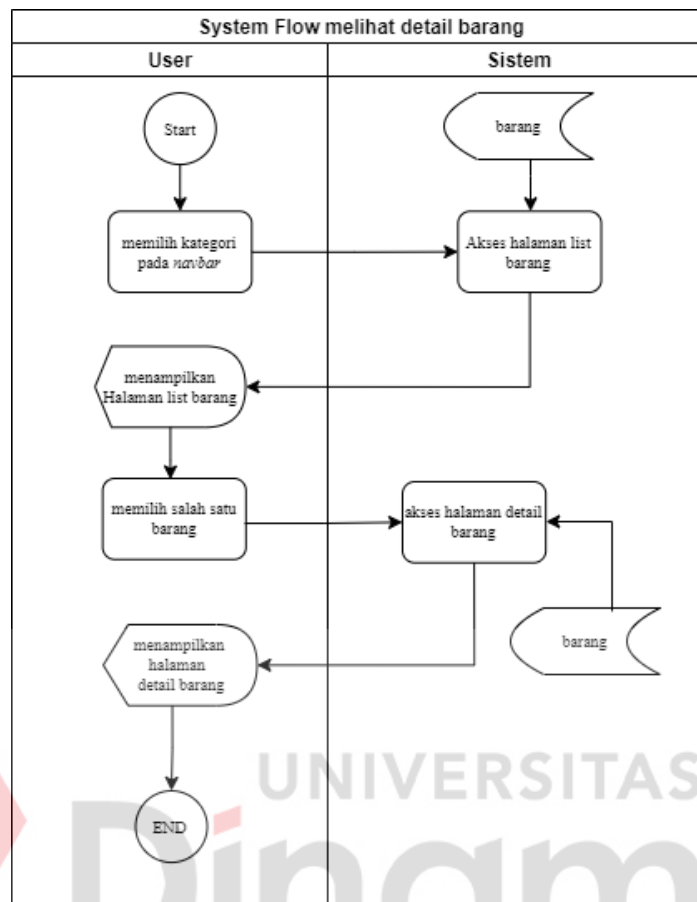 System Flow melihat detail barang
User
Sistem
Start
barang
memilih kategori
pada navbar
Akses halaman list
barang
menampilkan
Halaman list barang
memilih salah satu
barang
akses halaman detail
barang
menampilkan
halaman
detail barang
barang
END
UNIVERSITAS
Dinam